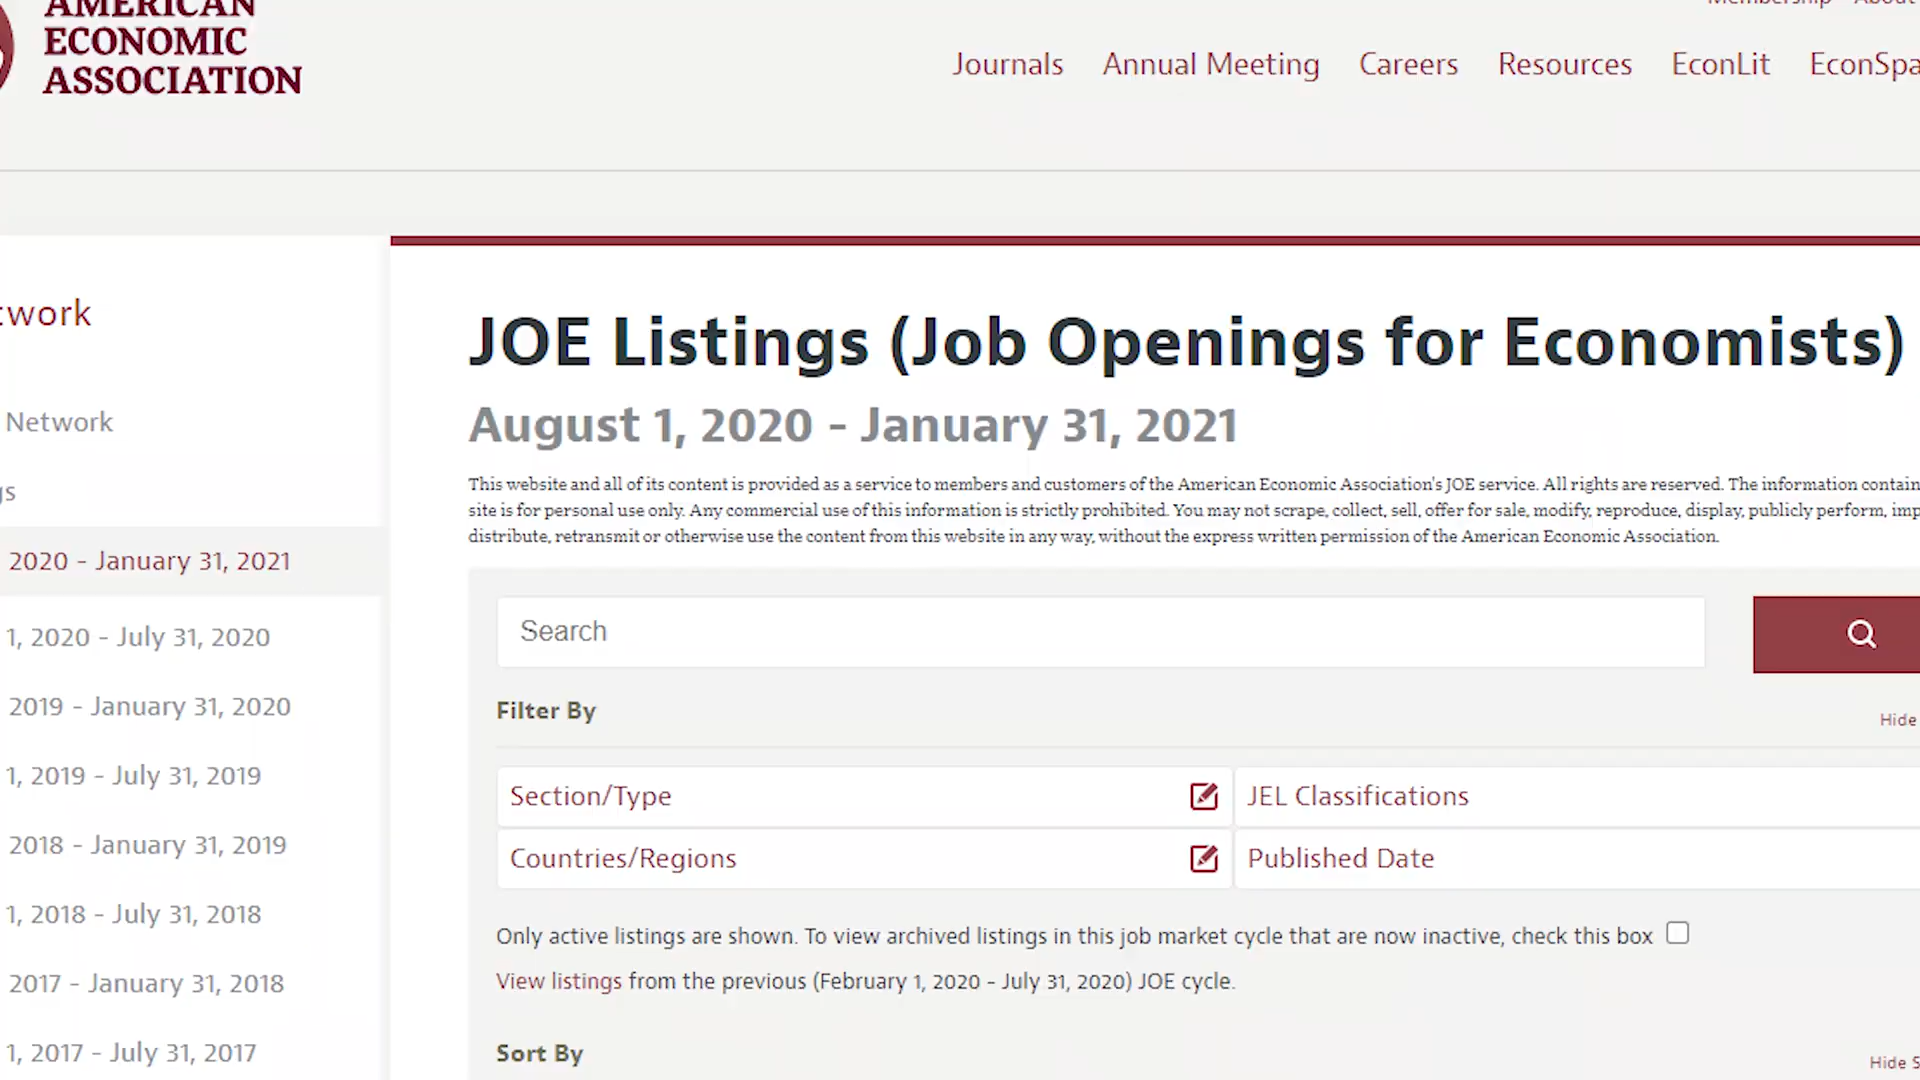 AMERICAN
ECONOMIC
ASSOCIATION
Membership About
Journals Annual Meeting Careers Resources EconLit EconSpa
twork
Network
gs
2020 - January 31, 2021
1, 2020 - July 31, 2020
2019 - January 31, 2020
1, 2019 - July 31, 2019
2018 - January 31, 2019
1, 2018 - July 31, 2018
2017 - January 31, 2018
1, 2017 - July 31, 2017
JOE Listings (Job Openings for Economists)
August 1, 2020 - January 31, 2021
This website and all of its content is provided as a service to members and customers of the American Economic Association's JOE service. All rights are reserved. The information contain
site is for personal use only. Any commercial use of this information is strictly prohibited. You may not scrape, collect, sell, offer for sale, modify, reproduce, display, publicly perform, imp
distribute, retransmit or otherwise use the content from this website in any way, without the express written permission of the American Economic Association.
Search
Filter By
Hide
Section/Type
JEL Classifications
Countries/Regions
Published Date
Only active listings are shown. To view archived listings in this job market cycle that are now inactive, check this box
View listings from the previous (February 1, 2020 - July 31, 2020) JOE cycle.
Sort By
Hide S